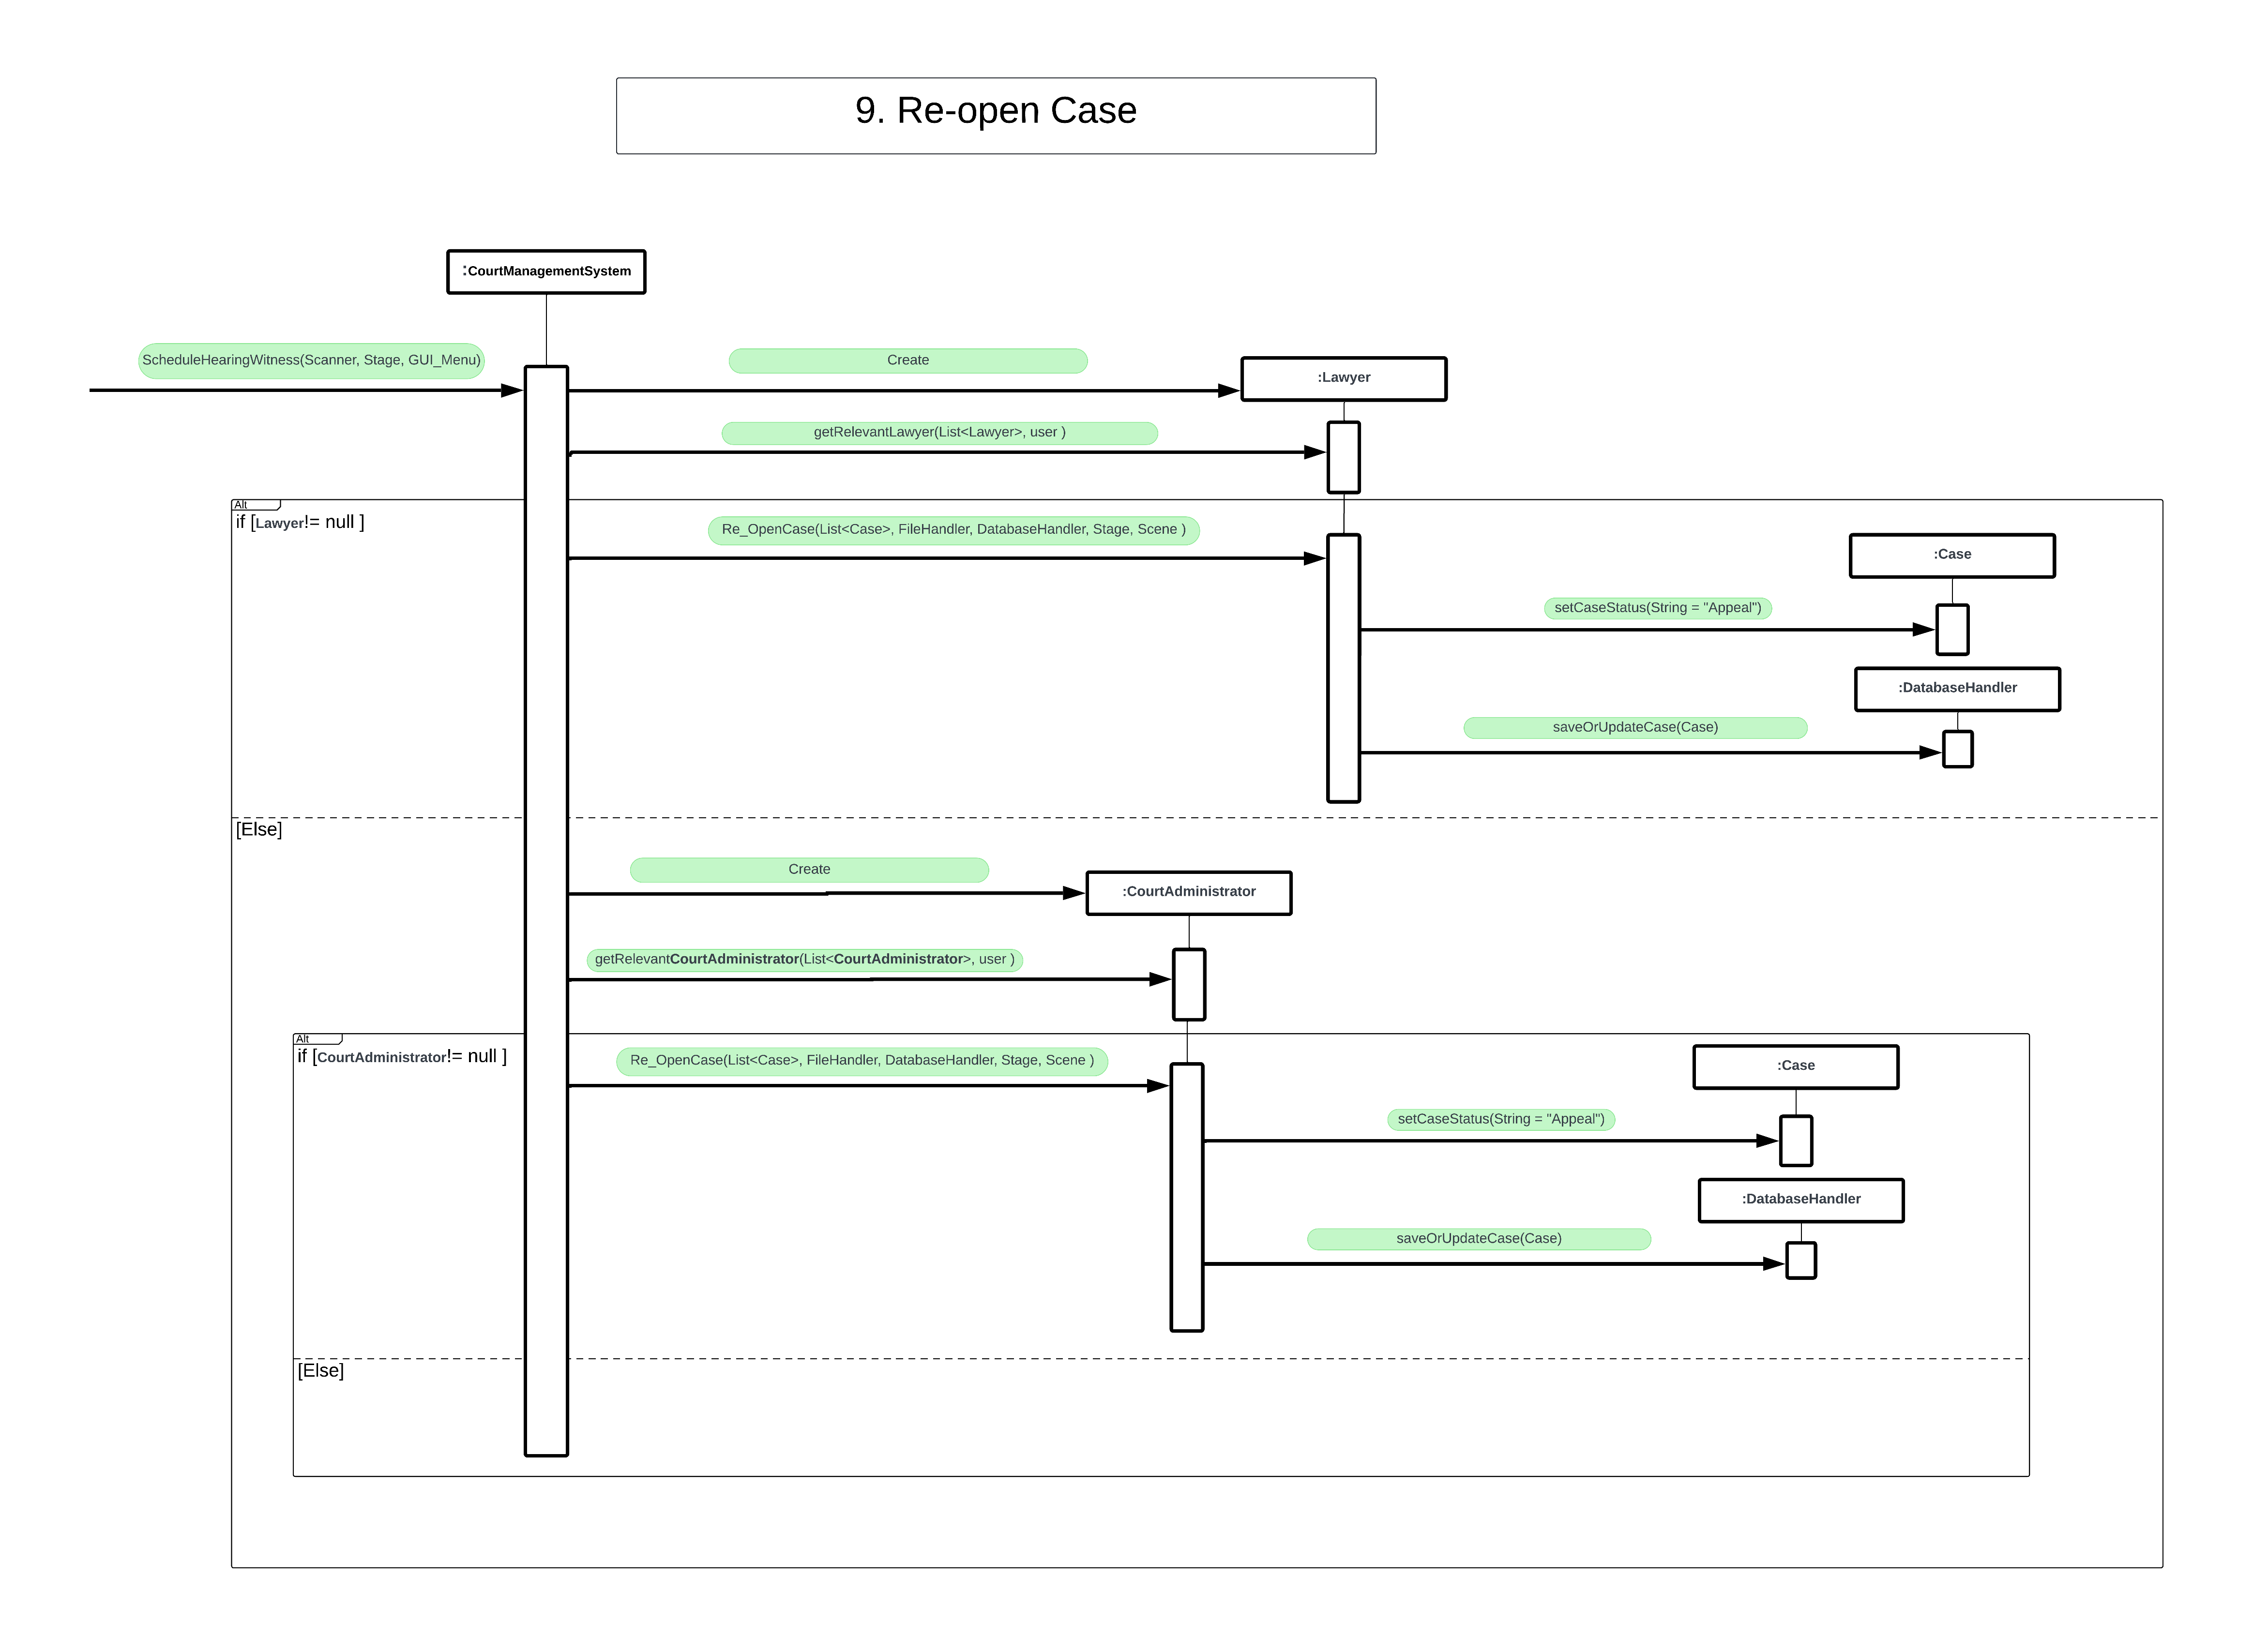 9. Re-open Case
:CourtManagementSystem
ScheduleHearingWitness(Scanner, Stage, GUI_Menu)
Create
:Lawyer
getRelevantLawyer(List<Lawyer>, user )
Alt
if [Lawyer!= null ]
Re_OpenCase(List<Case>, FileHandler, DatabaseHandler, Stage, Scene )
:Case
setCaseStatus(String = "Appeal")
:DatabaseHandler
saveOrUpdateCase(Case)
[Else]
Create
:CourtAdministrator
getRelevantCourtAdministrator(List<CourtAdministrator>, user )
Alt
if [CourtAdministrator!= null ]
Re_OpenCase(List<Case>, FileHandler, DatabaseHandler, Stage, Scene )
:Case
setCaseStatus(String = "Appeal")
:DatabaseHandler
saveOrUpdateCase(Case)
[Else]